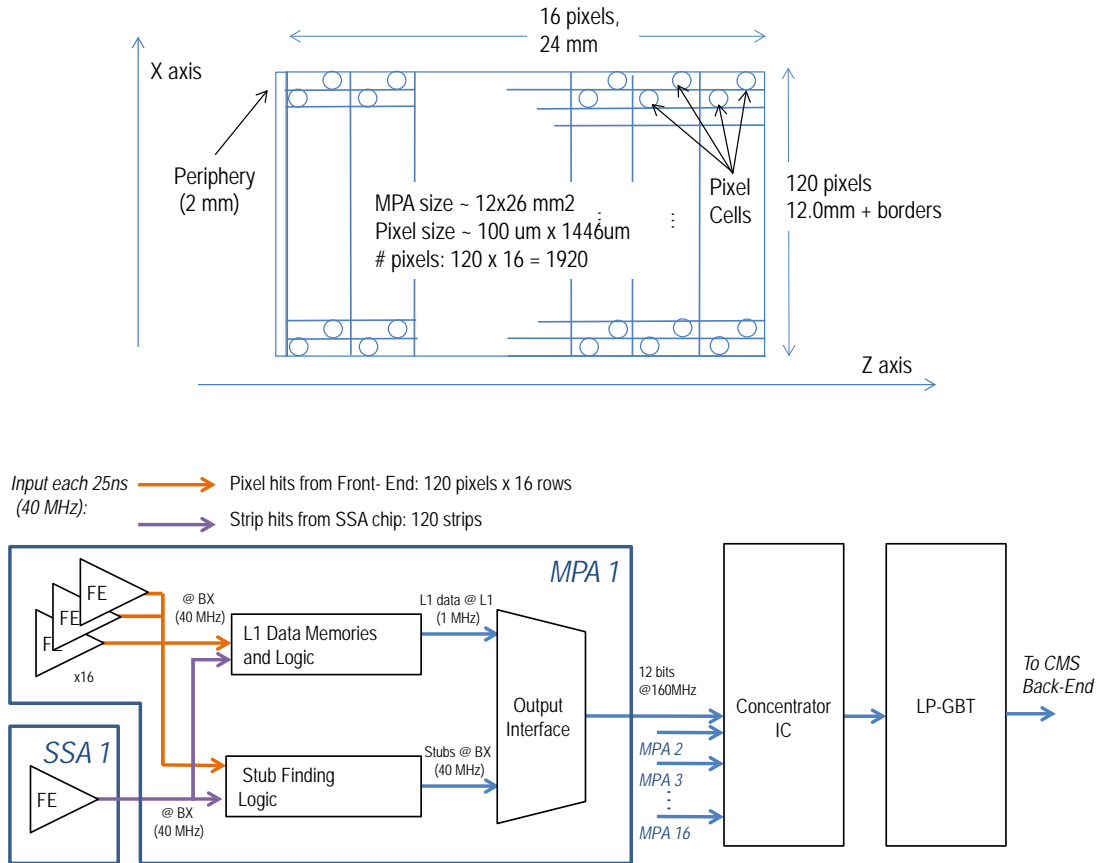 16 pixels,
24 mm
X axis
Periphery
(2 mm)
MPA size ~ 12x26 mm2
Pixel size ~ 100 um x 1446um
# pixels: 120 x 16 = 1920
Pixel
Cells
120 pixels
12.0mm + borders
Z axis
Input each 25ns
(40 MHz):
Pixel hits from Front- End: 120 pixels x 16 rows
Strip hits from SSA chip: 120 strips
MPA 1
FE
FE
x16
@ BX
(40 MHz)
L1 Data Memories
and Logic
L1 data @ L1
(1 MHz)
Output
Interface
12 bits
@160MHz
Concentrator
IC
LP-GBT
To CMS
Back-End
MPA 2
MPA 3
MPA 16
SSA 1
FE
@ BX
(40 MHz)
Stub Finding
Logic
Stubs @ BX
(40 MHz)